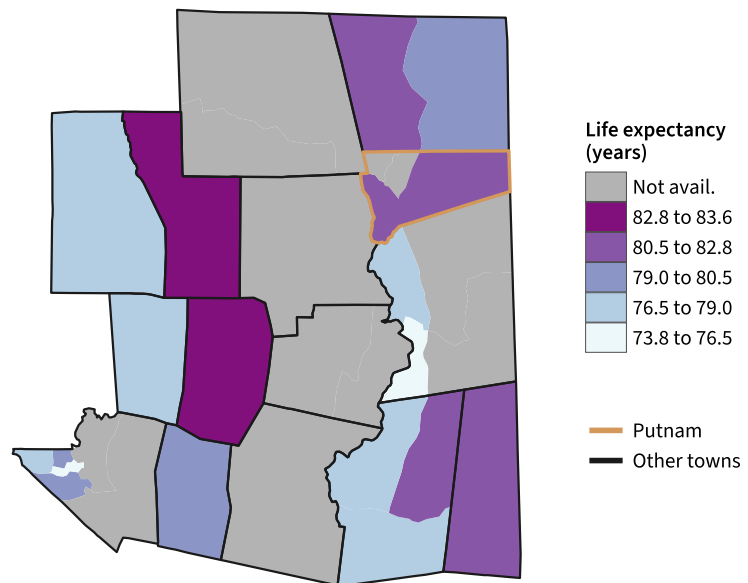 Life expectancy
(years)
Not avail.
82.8 to 83.6
80.5 to 82.8
79.0 to 80.5
76.5 to 79.0
73.8 to 76.5
Putnam
Other towns